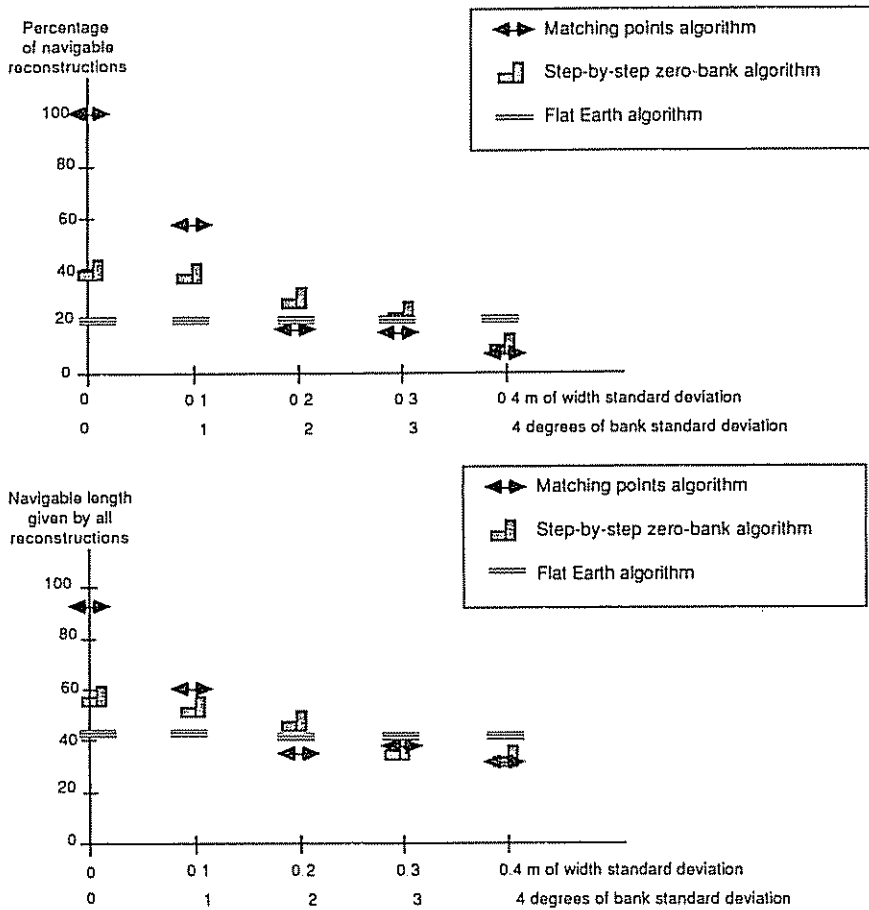 Percentage
of navigable
reconstructions
Matching points algorithm
Step-by-step zero-bank algorithm
Flat Earth algorithm
100
80
60
40
20
0
0 0 1 0 2 0 3 0 4 m of width standard deviation
0 1 2 3 4 degrees of bank standard deviation
Navigable length
given by all
reconstructions
Matching points algorithm
Step-by-step zero-bank algorithm
Flat Earth algorithm
100
80
60
40
20
0
0 0 1 0 2 0.3 0.4 m of width standard deviation
0 1 2 3 4 degrees of bank standard deviation